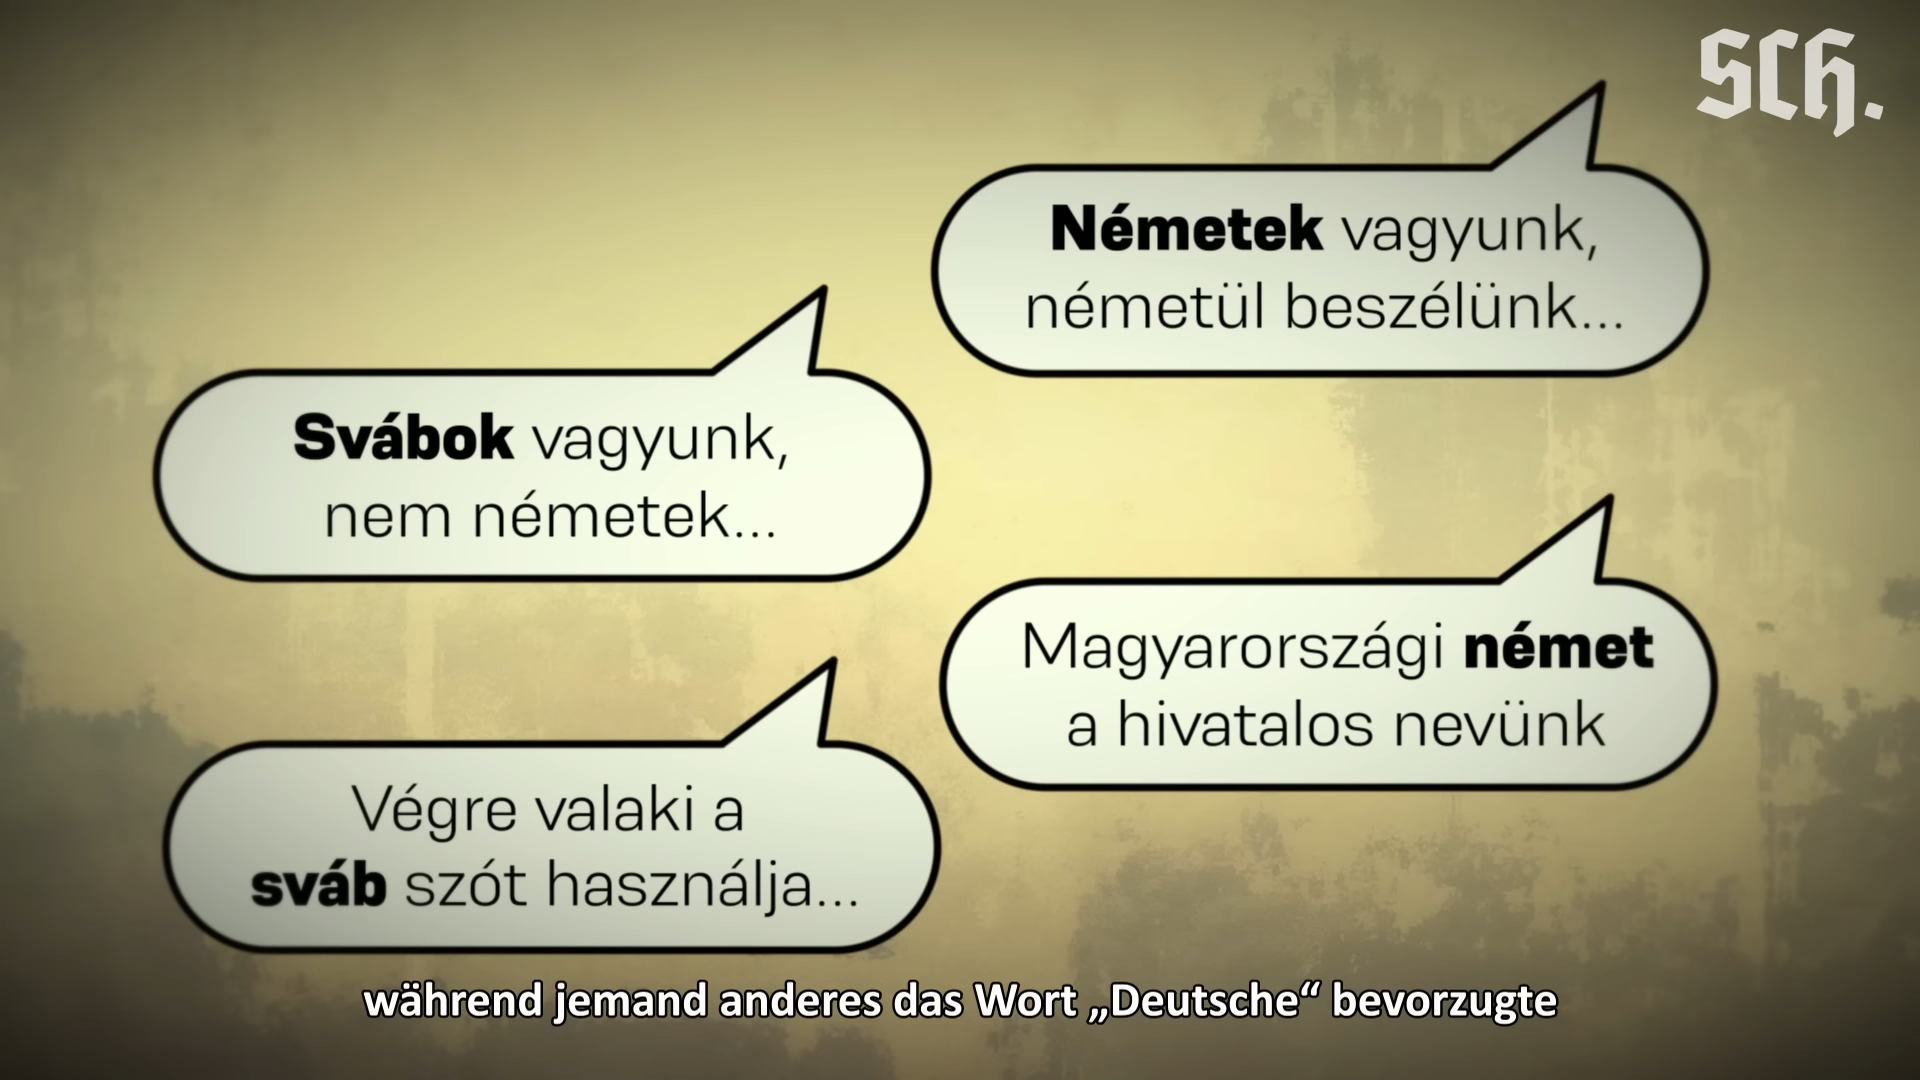 SCH.
Németek vagyunk,
németül beszélünk...
Svábok vagyunk,
nem németek...
Magyarországi német
a hivatalos nevünk
Végre valaki a
sváb szót használja...
während jemand anderes das Wort „Deutsche“ bevorzugte